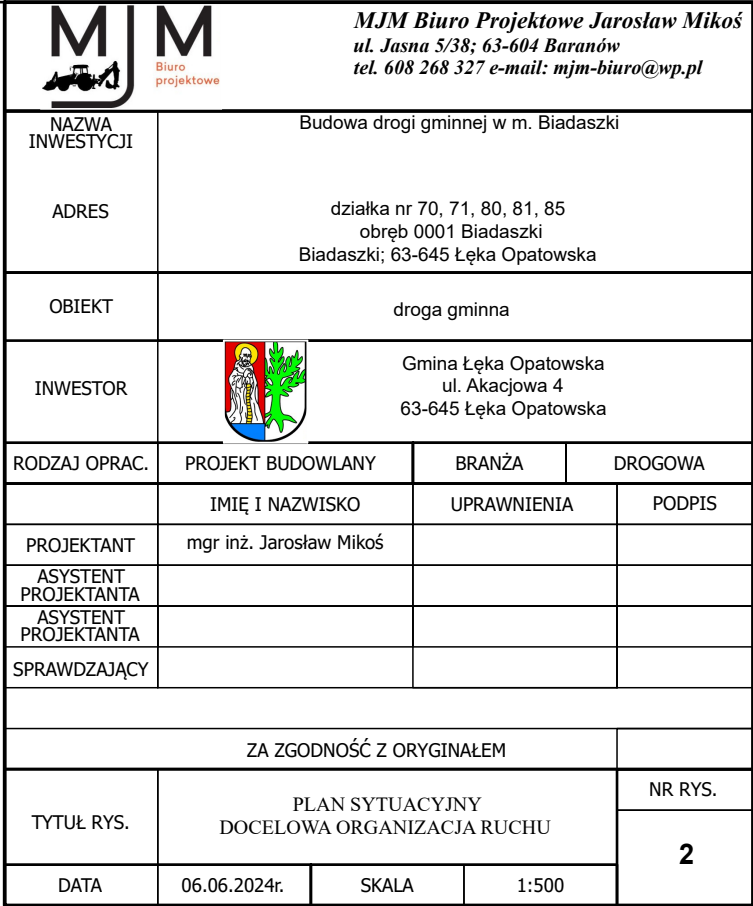 MJM
Biuro
projektowe
MJM Biuro Projektowe Jarosław Mikoś
ul. Jasna 5/38; 63-604 Baranów
tel. 608 268 327 e-mail: mjm-biuro@wp.pl
NAZWA
INWESTYCJI
Budowa drogi gminnej w m. Biadaszki
ADRES
działka nr 70, 71, 80, 81, 85
obręb 0001 Biadaszki
Biadaszki; 63-645 Łęka Opatowska
OBIEKT
droga gminna
INWESTOR
Gmina Łęka Opatowska
ul. Akacjowa 4
63-645 Łęka Opatowska
RODZAJ OPRAC. PROJEKT BUDOWLANY BRANŻA DROGOWA
IMIĘ I NAZWISKO UPRAWNIENIA PODPIS
PROJEKTANT mgr inż. Jarosław Mikoś
ASYSTENT
PROJEKTANTA
ASYSTENT
PROJEKTANTA
SPRAWDZAJĄCY
ZA ZGODNOŚĆ Z ORYGINAŁEM
TYTUŁ RYS.
PLAN SYTUACYJNY
DOCELOWA ORGANIZACJA RUCHU
NR RYS.
2
DATA 06.06.2024r. SKALA 1:500